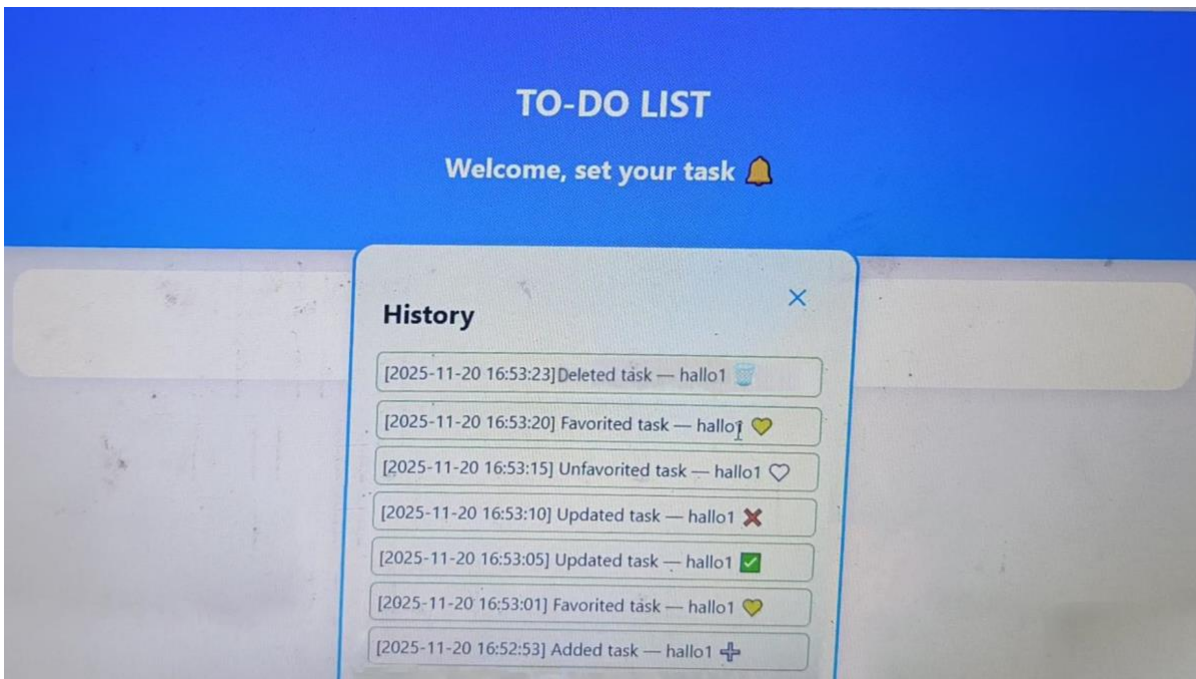 TO-DO LIST
Welcome, set your task 🔔
History
[2025-11-20 16:53:23]Deleted task — hallo1 🗑️
[2025-11-20 16:53:20] Favorited task — hallo1 💛
[2025-11-20 16:53:15] Unfavorited task — hallo1 🤍
[2025-11-20 16:53:10] Updated task — hallo1 ❌
[2025-11-20 16:53:05] Updated task — hallo1 ✅
[2025-11-20 16:53:01] Favorited task — hallo1 💛
[2025-11-20 16:52:53] Added task — hallo1 ➕